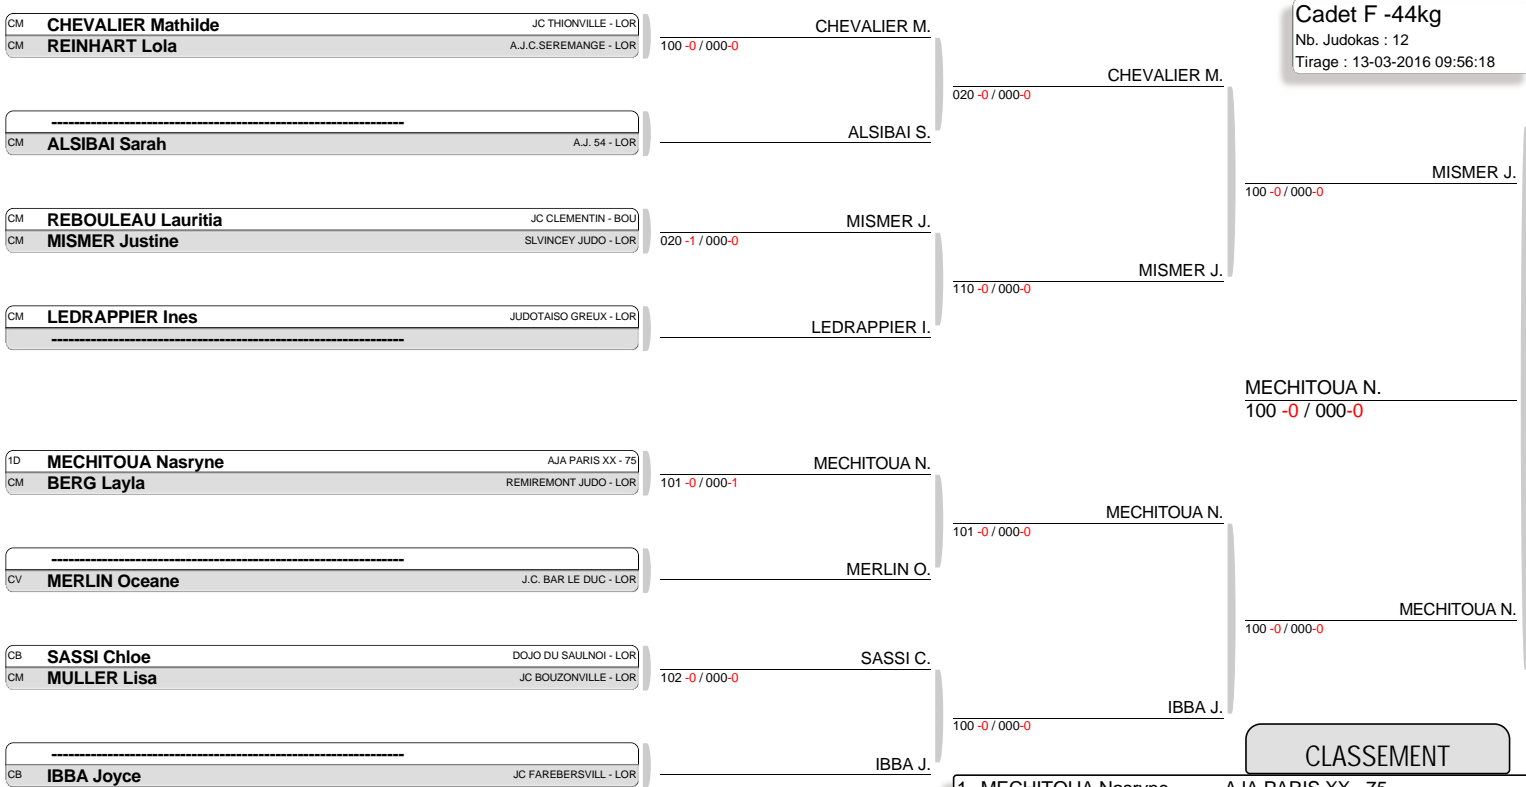 Cadet F -44kg
Nb. Judokas : 12
Tirage : 13-03-2016 09:56:18
CM CHEVALIER Mathilde JC THIONVILLE - LOR
CM REINHART Lola A.J.C.SEREMANGE - LOR
----------------------------------------------------------------
CM ALSIBAI Sarah A.J. 54 - LOR
CM REBOULEAU Lauritia JC CLEMENTIN - BOU
CM MISMER Justine SLVINCEY JUDO - LOR
CM LEDRAPPIER Ines JUDOTAISO GREUX - LOR
----------------------------------------------------------------
1D MECHITOUA Nasryne AJA PARIS XX - 75
CM BERG Layla REMIREMONT JUDO - LOR
----------------------------------------------------------------
CV MERLIN Oceane J.C. BAR LE DUC - LOR
CB SASSI Chloe DOJO DU SAULNOI - LOR
CM MULLER Lisa JC BOUZONVILLE - LOR
----------------------------------------------------------------
CB IBBA Joyce JC FAREBERSVILL - LOR
CHEVALIER M.
100 -0 / 000-0
ALSIBAI S.
MISMER J.
020 -1 / 000-0
LEDRAPPIER I.
MECHITOUA N.
101 -0 / 000-1
MERLIN O.
SASSI C.
102 -0 / 000-0
IBBA J.
CHEVALIER M.
020 -0 / 000-0
MISMER J.
110 -0 / 000-0
MECHITOUA N.
101 -0 / 000-0
IBBA J.
100 -0 / 000-0
MISMER J.
100 -0 / 000-0
MECHITOUA N.
100 -0 / 000-0
MECHITOUA N.
100 -0 / 000-0
CLASSEMENT
1 MECHITOUA Nasryne AJA PARIS XX - 75